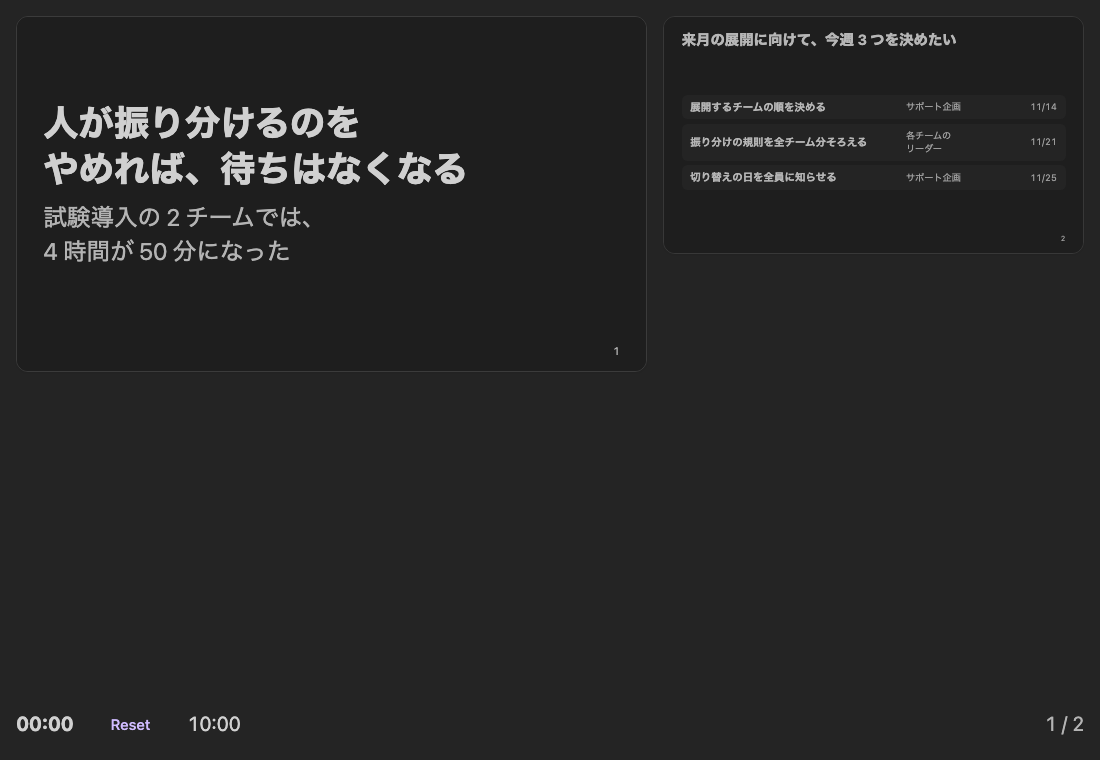 人が振り分けるのを
やめれば、待ちはなくなる
試験導入の 2 チームでは、
4 時間が 50 分になった
1
来月の展開に向けて、今週 3 つを決めたい
展開するチームの順を決める サポート企画 11/14
振り分けの規則を全チーム分そろえる 各チームの
リーダー 11/21
切り替えの日を全員に知らせる サポート企画 11/25
2
00:00 Reset 10:00 1 / 2